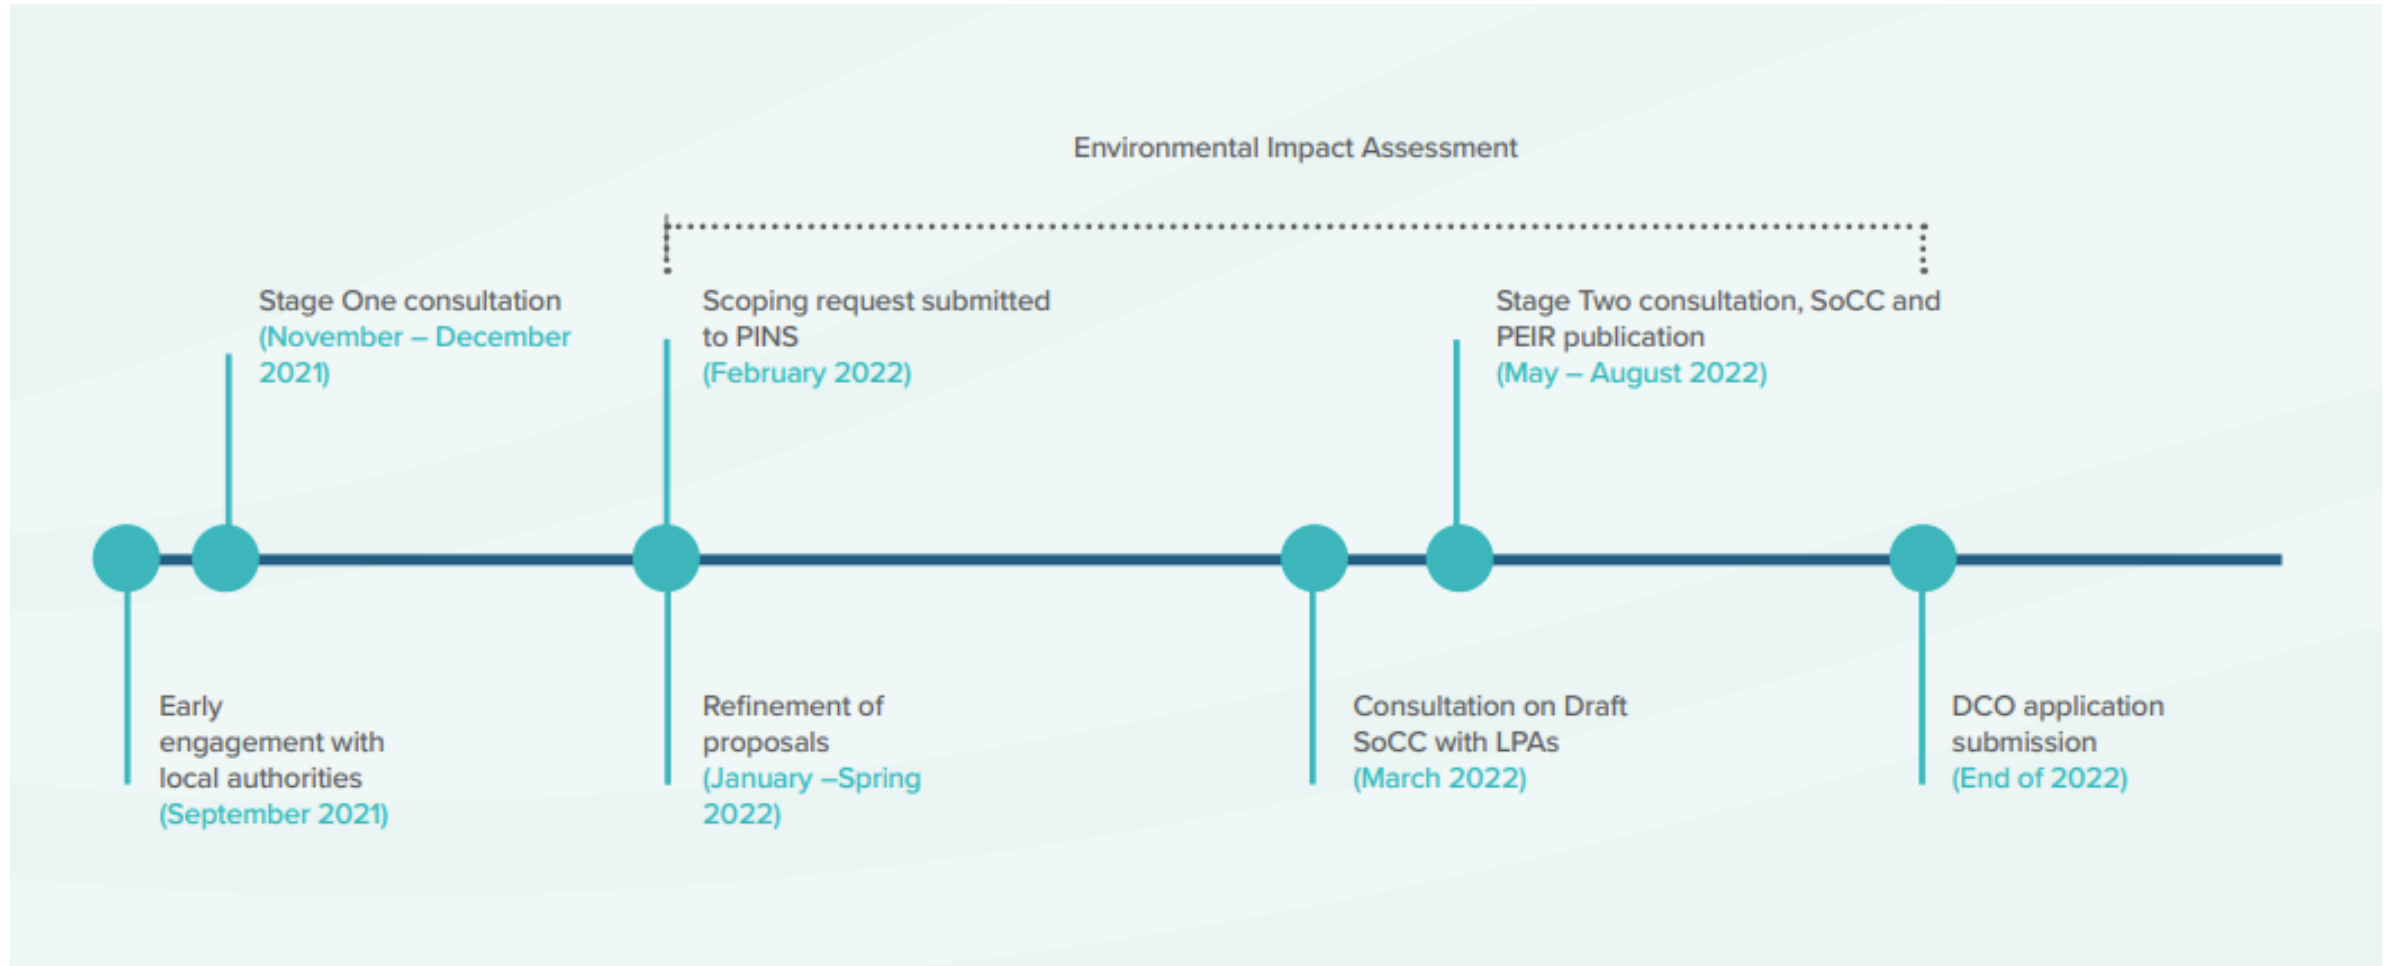 Environmental Impact Assessment
Stage One consultation
(November – December
2021)
Scoping request submitted
to PINS
(February 2022)
Stage Two consultation, SoCC and
PEIR publication
(May – August 2022)
Early
engagement with
local authorities
(September 2021)
Refinement of
proposals
(January –Spring
2022)
Consultation on Draft
SoCC with LPAs
(March 2022)
DCO application
submission
(End of 2022)